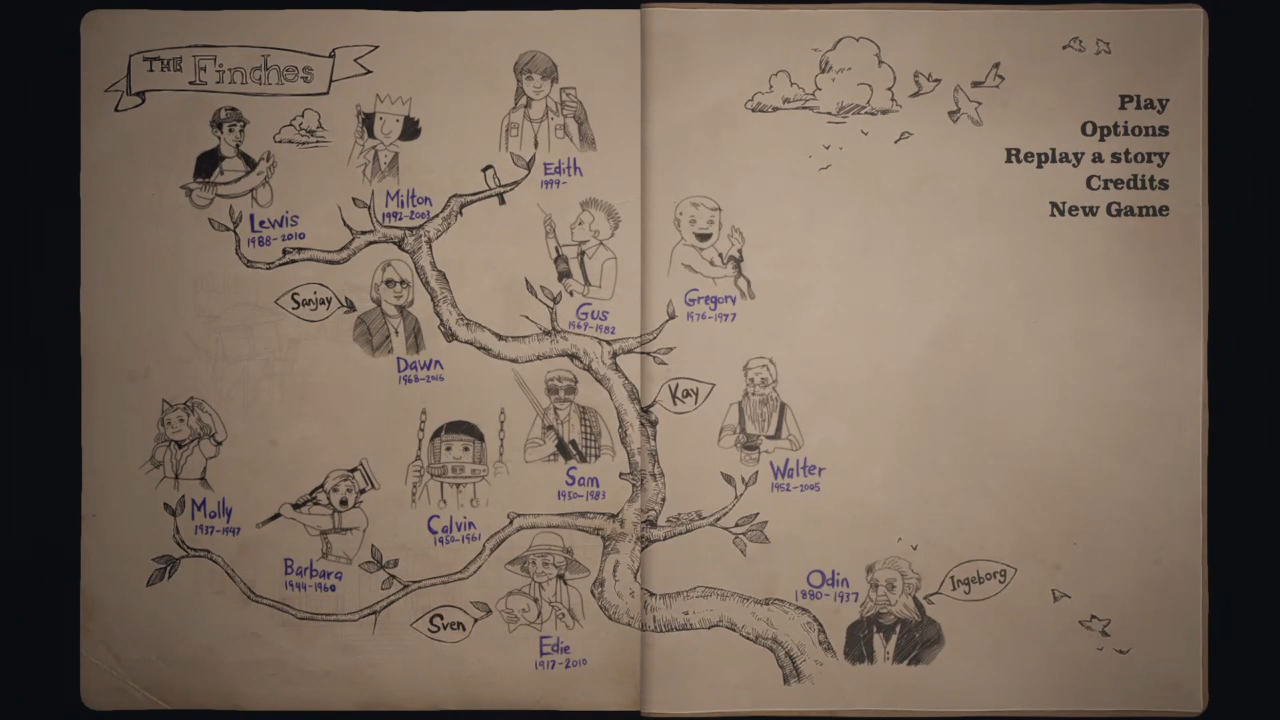 THE Finches
Edith
1999-
Milton
1992-2003
Lewis
1988-2010
Sanjay
Dawn
1968-2016
Gus
1969-1982
Gregory
1976-1977
Kay
Sam
1950-1983
Walter
1952-2005
Calvin
1950-1961
Molly
1937-1947
Barbara
1944-1960
Sven
Edie
1917-2010
Odin
1880-1937
Ingeborg
Play
Options
Replay a story
Credits
New Game